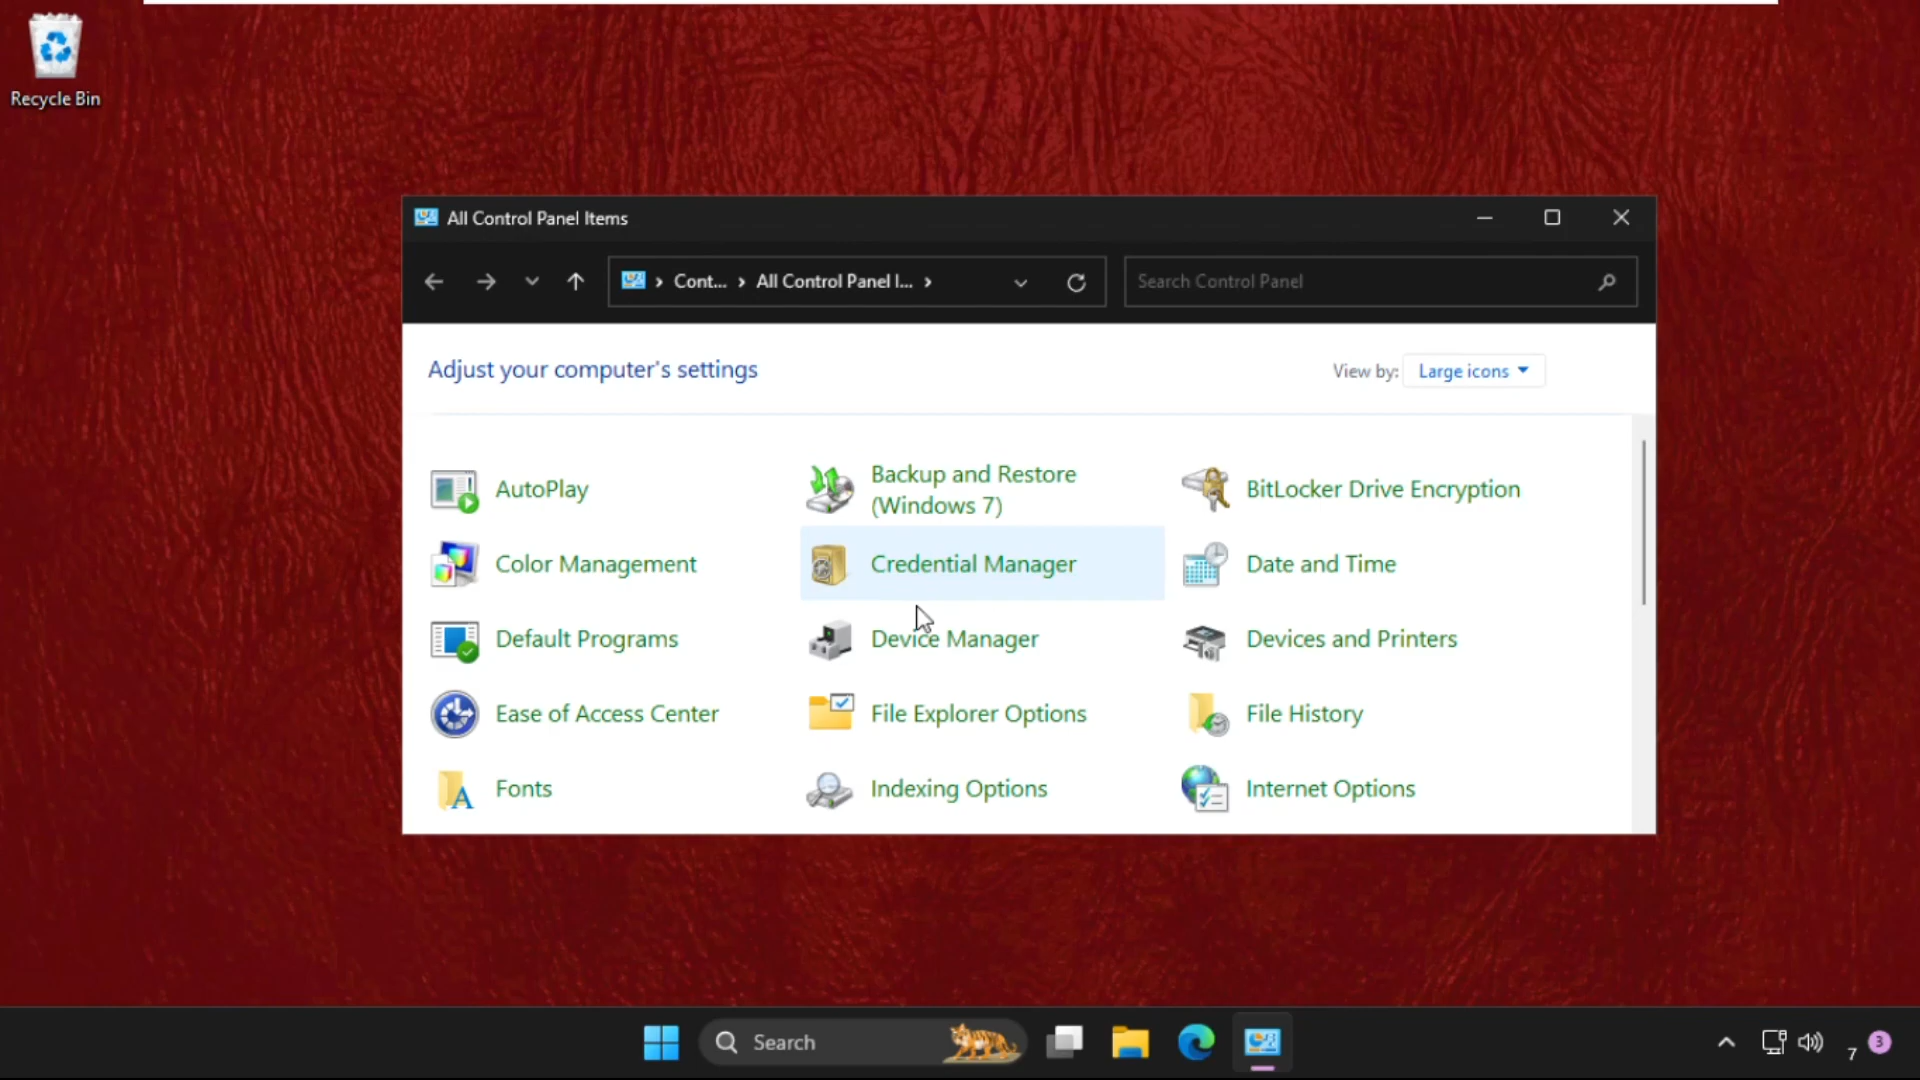 Recycle Bin
All Control Panel Items
Cont... > All Control Panel I... >
Search Control Panel
Adjust your computer's settings
View by: Large icons
AutoPlay
Backup and Restore
(Windows 7)
BitLocker Drive Encryption
Color Management
Credential Manager
Date and Time
Default Programs
Device Manager
Devices and Printers
Ease of Access Center
File Explorer Options
File History
Fonts
Indexing Options
Internet Options
Search
7
3